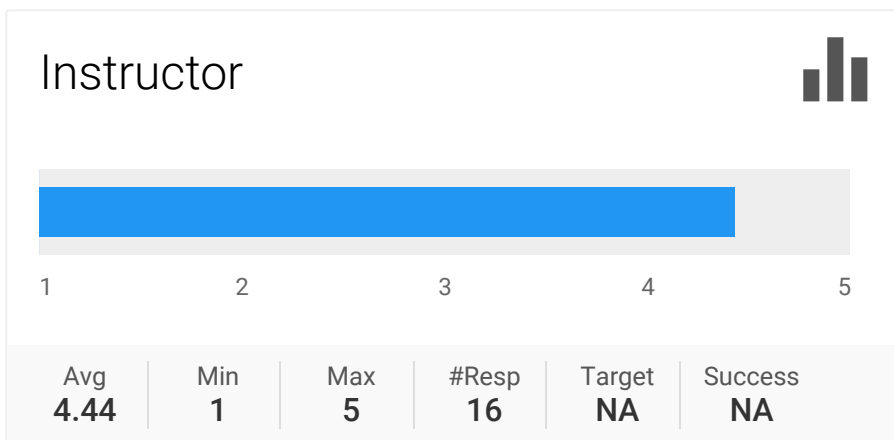 Instructor
1 2 3 4 5
Avg Min Max #Resp Target Success
4.44 1 5 16 NA NA